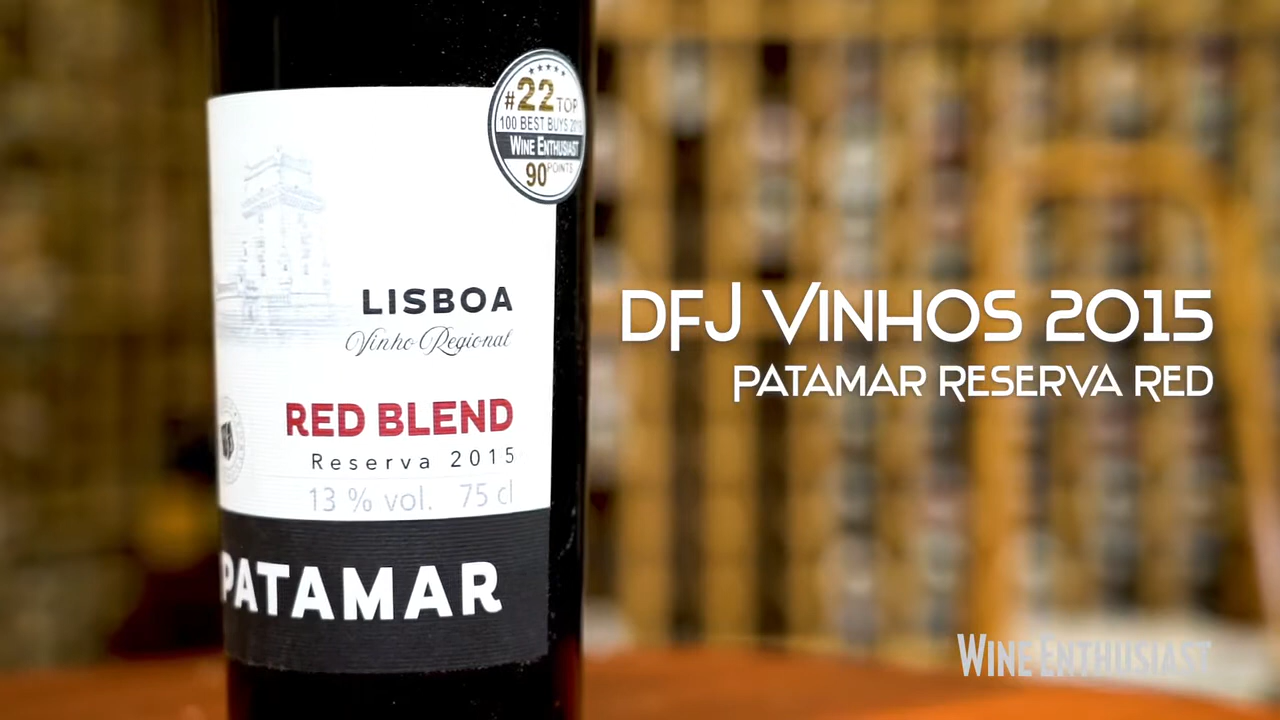 #22 TOP
100 BEST BUYS
WINE ENTHUSIAST
90 POINTS
LISBOA
Vinho Regional
RED BLEND
Reserva 2015
13 % vol. 75 cl
PATAMAR
DFJ VINHOS 2015
PATAMAR RESERVA RED
WINE ENTHUSIAST